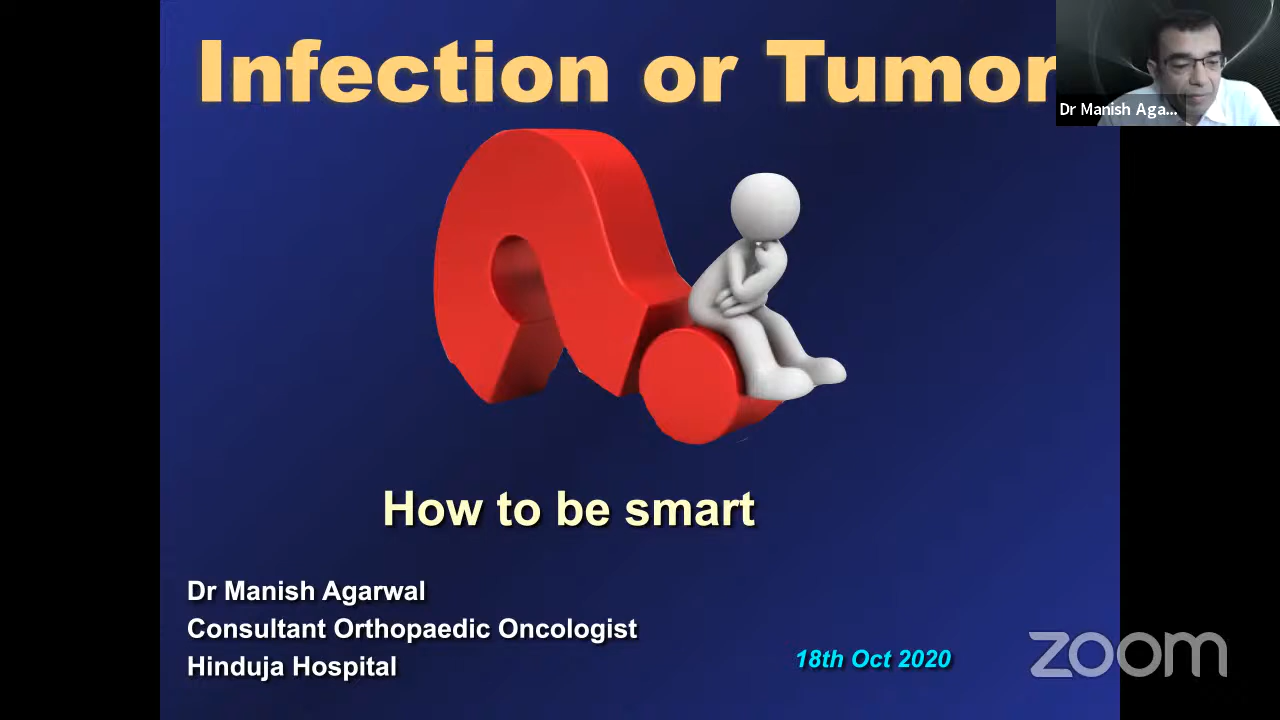 Infection or Tumor
Dr Manish Aga...
How to be smart
Dr Manish Agarwal
Consultant Orthopaedic Oncologist
Hinduja Hospital
18th Oct 2020
zoom